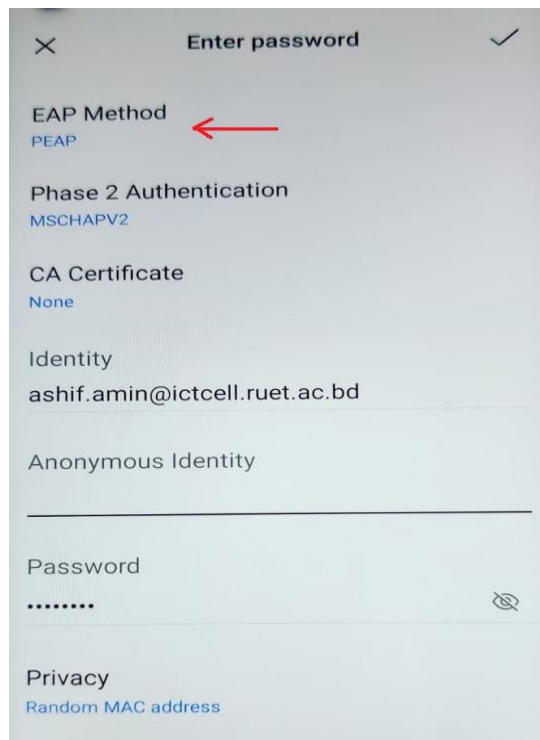 Enter password
EAP Method
PEAP
Phase 2 Authentication
MSCHAPV2
CA Certificate
None
Identity
ashif.amin@ictcell.ruet.ac.bd
Anonymous Identity
Password
••••••••
Privacy
Random MAC address